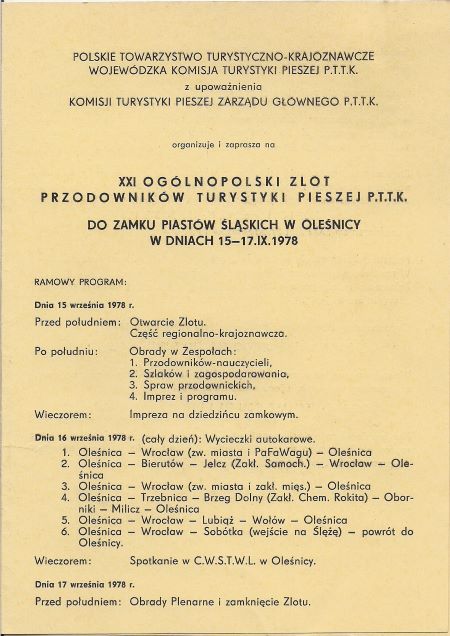 POLSKIE TOWARZYSTWO TURYSTYCZNO-KRAJOZNAWCZE
WOJEWÓDZKA KOMISJA TURYSTYKI PIESZEJ P.T.T.K.
z upoważnienia
KOMISJI TURYSTYKI PIESZEJ ZARZĄDU GŁÓWNEGO P.T.T.K.
organizuje i zaprasza na
XXI OGÓLNOPOLSKI ZLOT
PRZODOWNIKÓW TURYSTYKI PIESZEJ P.T.T.K.
DO ZAMKU PIASTÓW ŚLĄSKICH W OLEŚNICY
W DNIACH 15–17.IX.1978
RAMOWY PROGRAM:
Dnia 15 września 1978 r.
Przed południem: Otwarcie Zlotu.
Część regionalno-krajoznawcza.
Po południu: Obrady w Zespołach:
1. Przodowników-nauczycieli,
2. Szlaków i zagospodarowania,
3. Spraw przodownickich,
4. Imprez i programu.
Wieczorem: Impreza na dziedzińcu zamkowym.
Dnia 16 września 1978 r. (cały dzień): Wycieczki autokarowe.
1. Oleśnica – Wrocław (zw. miasta i PaFaWagu) – Oleśnica
2. Oleśnica – Bierutów – Jelcz (Zakł. Samoch.) – Wrocław – Ole-
śnica
3. Oleśnica – Wrocław (zw. miasta i zakł. mięs.) – Oleśnica
4. Oleśnica – Trzebnica – Brzeg Dolny (Zakł. Chem. Rokita) – Obor-
niki – Milicz – Oleśnica
5. Oleśnica – Wrocław – Lubiąż – Wołów – Oleśnica
6. Oleśnica – Wrocław – Sobótka (wejście na Ślężę) – powrót do
Oleśnicy.
Wieczorem: Spotkanie w C.W.S.T.W.L. w Oleśnicy.
Dnia 17 września 1978 r.
Przed południem: Obrady Plenarne i zamknięcie Zlotu.